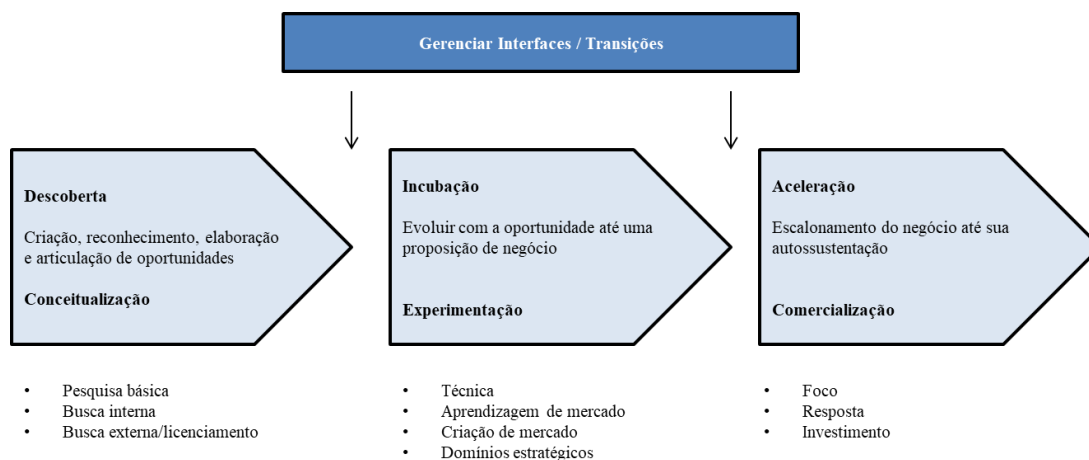 Gerenciar Interfaces / Transições
Descoberta
Criação, reconhecimento, elaboração
e articulação de oportunidades
Conceitualização
Incubação
Evoluir com a oportunidade até uma
proposição de negócio
Experimentação
Aceleração
Escalonamento do negócio até sua
autossustentação
Comercialização
• Pesquisa básica
• Busca interna
• Busca externa/licenciamento
• Técnica
• Aprendizagem de mercado
• Criação de mercado
• Domínios estratégicos
• Foco
• Resposta
• Investimento